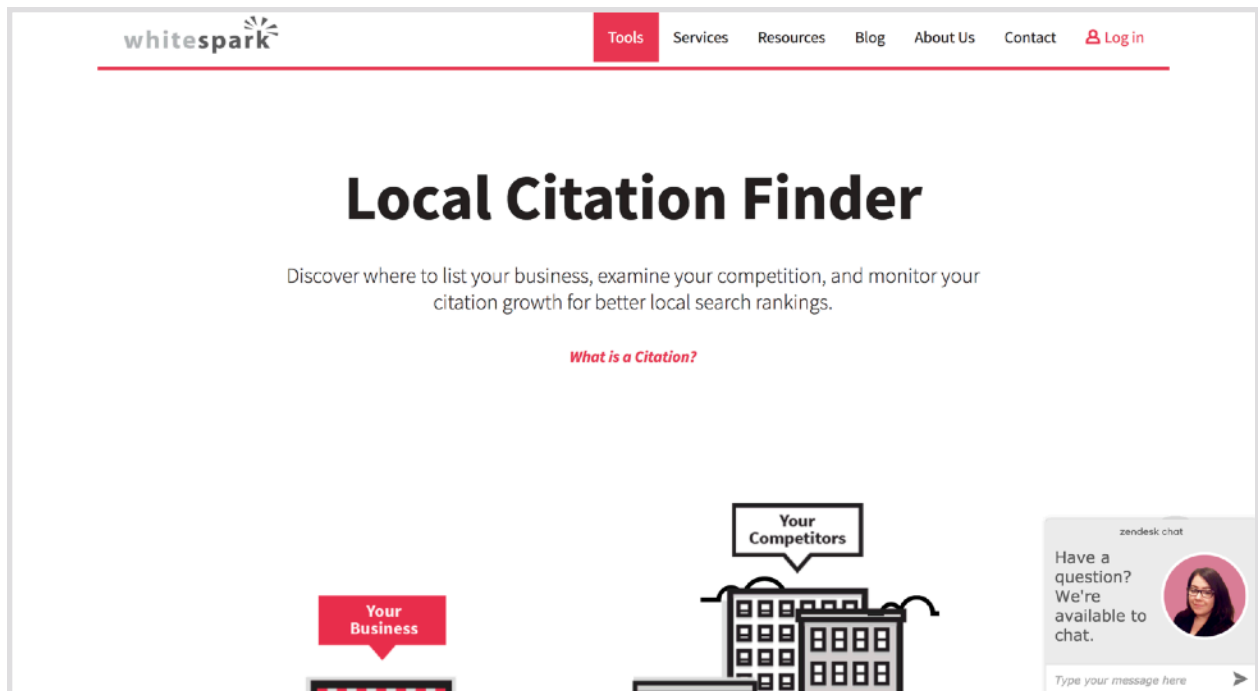 whitespark
Tools Services Resources Blog About Us Contact Log in
Local Citation Finder
Discover where to list your business, examine your competition, and monitor your
citation growth for better local search rankings.
What is a Citation?
Your
Competitors
Your
Business
zendesk chat
Have a
question?
We're
available to
chat.
Type your message here